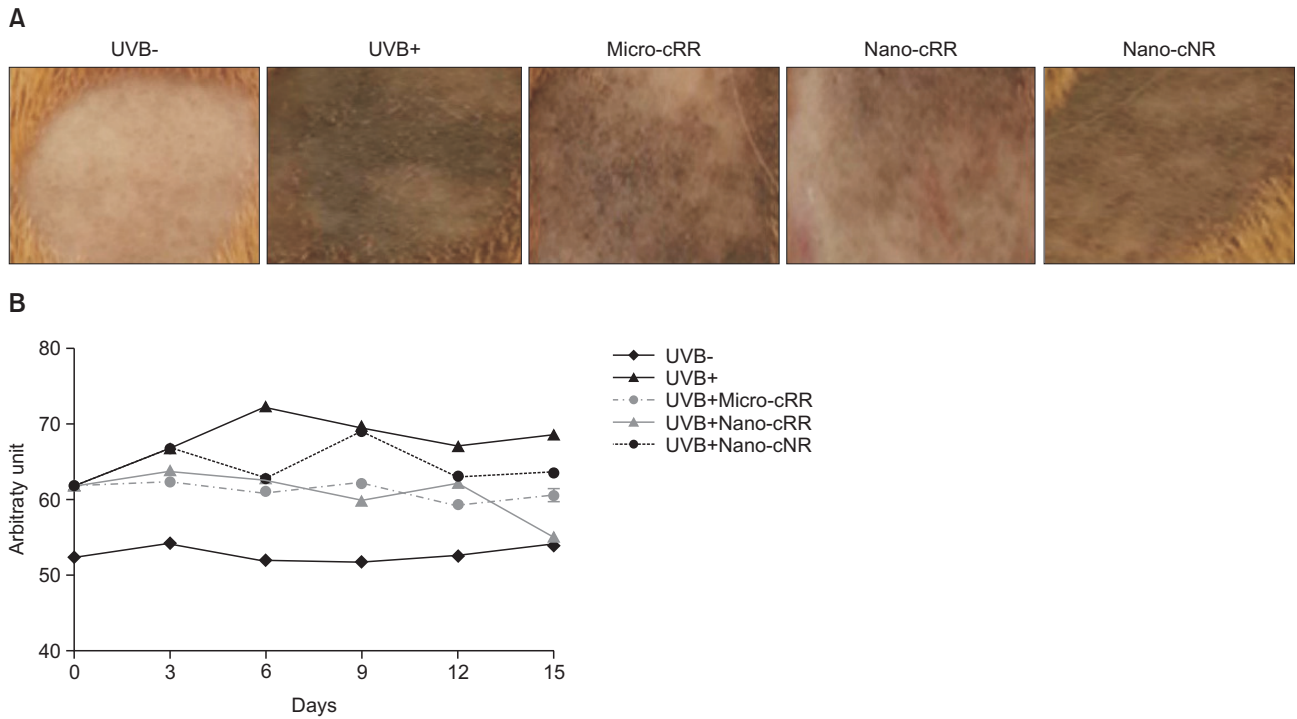 A
UVB- UVB+ Micro-cRR Nano-cRR Nano-cNR
B
80
70
60
50
40
Arbitraty unit
0 3 6 9 12 15
Days
UVB-
UVB+
UVB+Micro-cRR
UVB+Nano-cRR
UVB+Nano-cNR